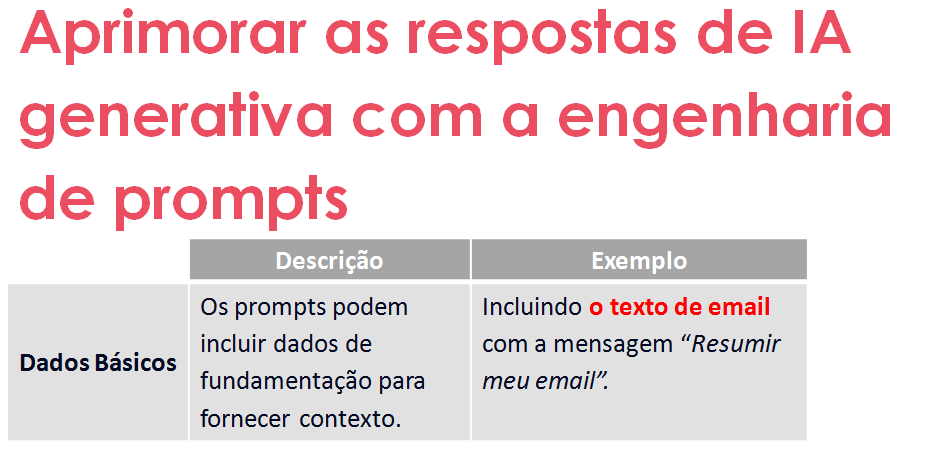 Aprimorar as respostas de IA
generativa com a engenharia
de prompts
Descrição
Exemplo
Dados Básicos
Os prompts podem
incluir dados de
fundamentação para
fornecer contexto.
Incluindo o texto de email
com a mensagem “Resumir
meu email”.